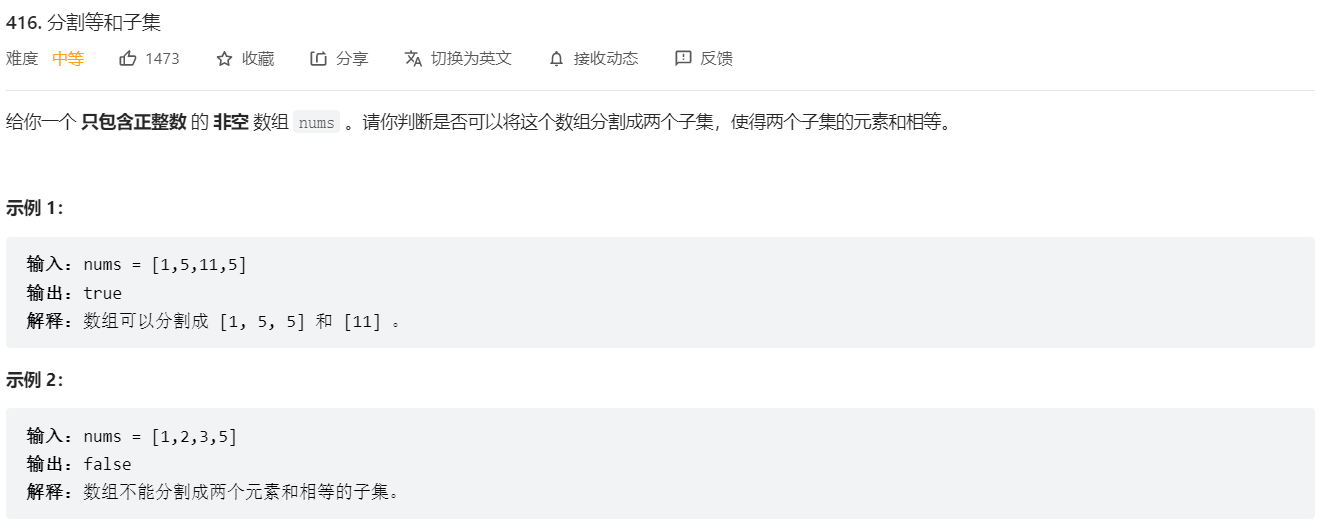 416. 分割等和子集
难度 中等 1473 收藏 分享 切换为英文 接收动态 反馈
给你一个 只包含正整数 的 非空 数组 nums 。请你判断是否可以将这个数组分割成两个子集，使得两个子集的元素和相等。
示例 1：
输入：nums = [1,5,11,5]
输出：true
解释：数组可以分割成 [1, 5, 5] 和 [11] 。
示例 2：
输入：nums = [1,2,3,5]
输出：false
解释：数组不能分割成两个元素和相等的子集。